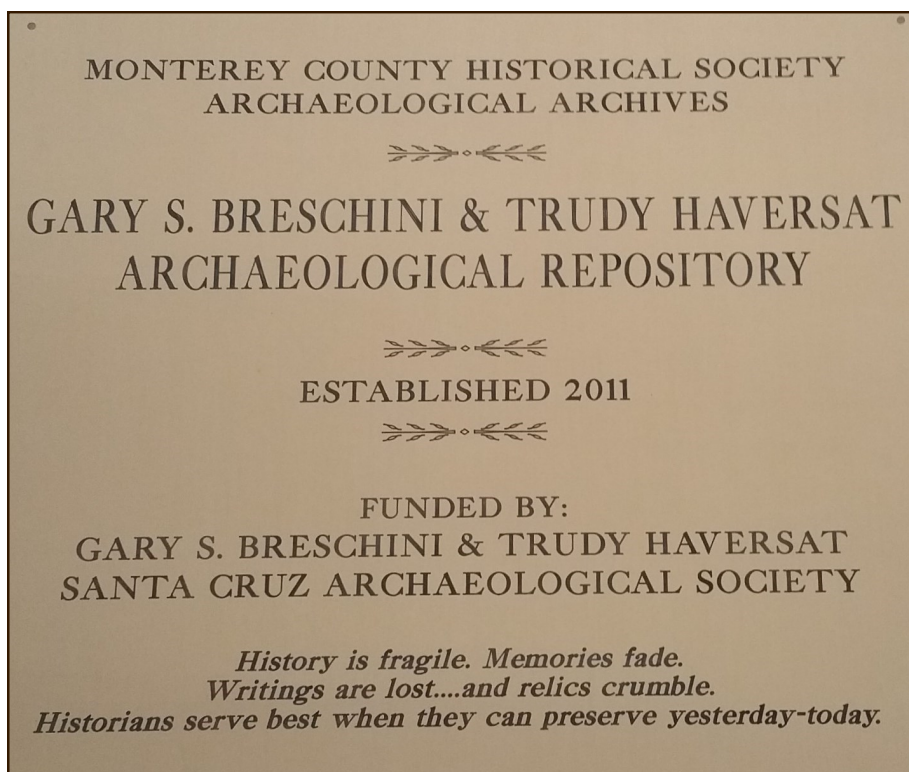 MONTEREY COUNTY HISTORICAL SOCIETY
ARCHAEOLOGICAL ARCHIVES
GARY S. BRESCHINI & TRUDY HAVERSAT
ARCHAEOLOGICAL REPOSITORY
ESTABLISHED 2011
FUNDED BY:
GARY S. BRESCHINI & TRUDY HAVERSAT
SANTA CRUZ ARCHAEOLOGICAL SOCIETY
History is fragile. Memories fade.
Writings are lost....and relics crumble.
Historians serve best when they can preserve yesterday-today.